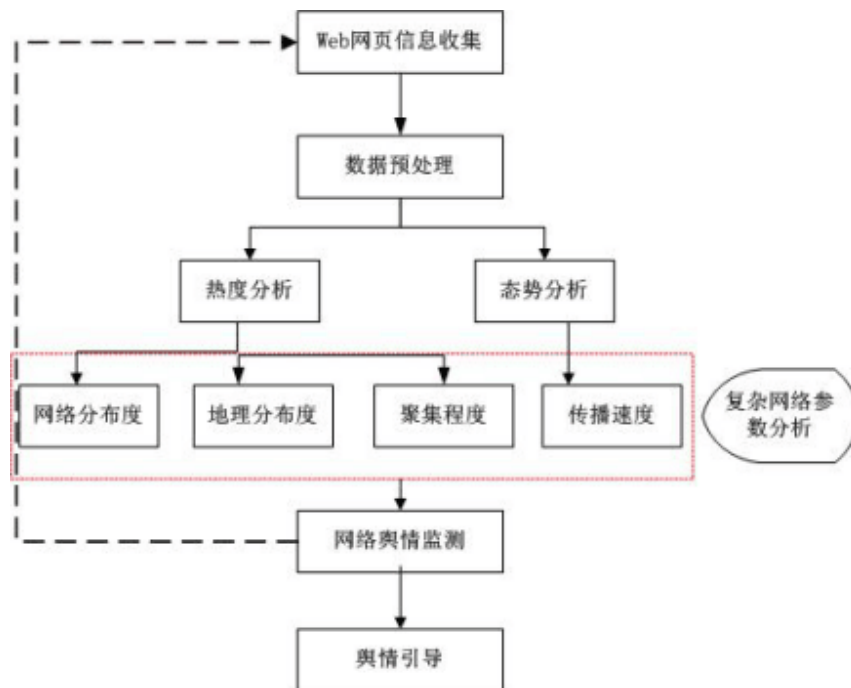 Web网页信息收集
数据预处理
热度分析
态势分析
网络分布度
地理分布度
聚集程度
传播速度
复杂网络参
数分析
网络舆情监测
舆情引导